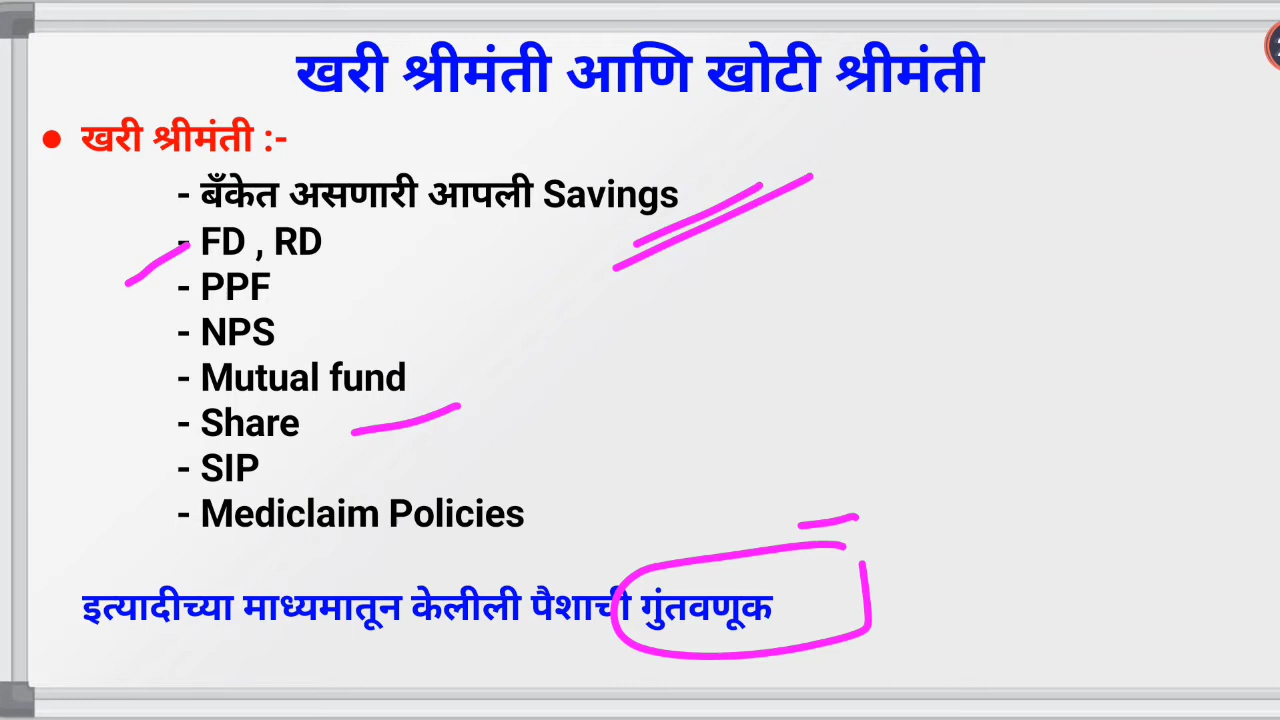 खरी श्रीमंती आणि खोटी श्रीमंती
● खरी श्रीमंती :-
- बँकेत असणारी आपली Savings
- FD , RD
- PPF
- NPS
- Mutual fund
- Share
- SIP
- Mediclaim Policies
इत्यादीच्या माध्यमातून केलीली पैशाची गुंतवणूक